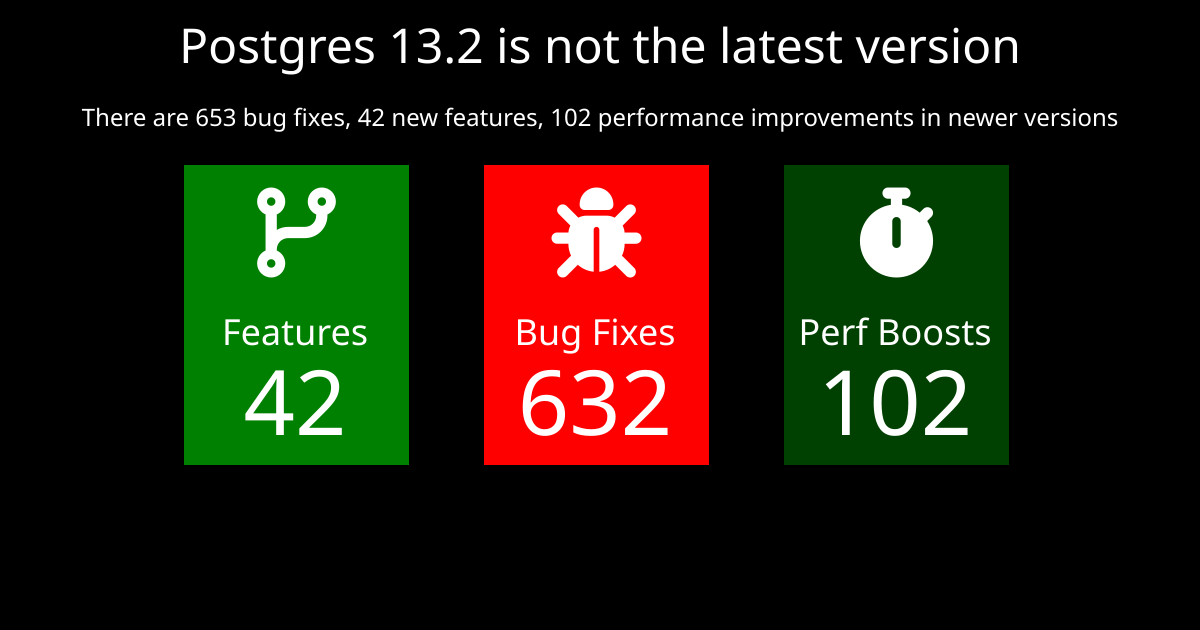 Postgres 13.2 is not the latest version
There are 653 bug fixes, 42 new features, 102 performance improvements in newer versions
Features
42
Bug Fixes
632
Perf Boosts
102